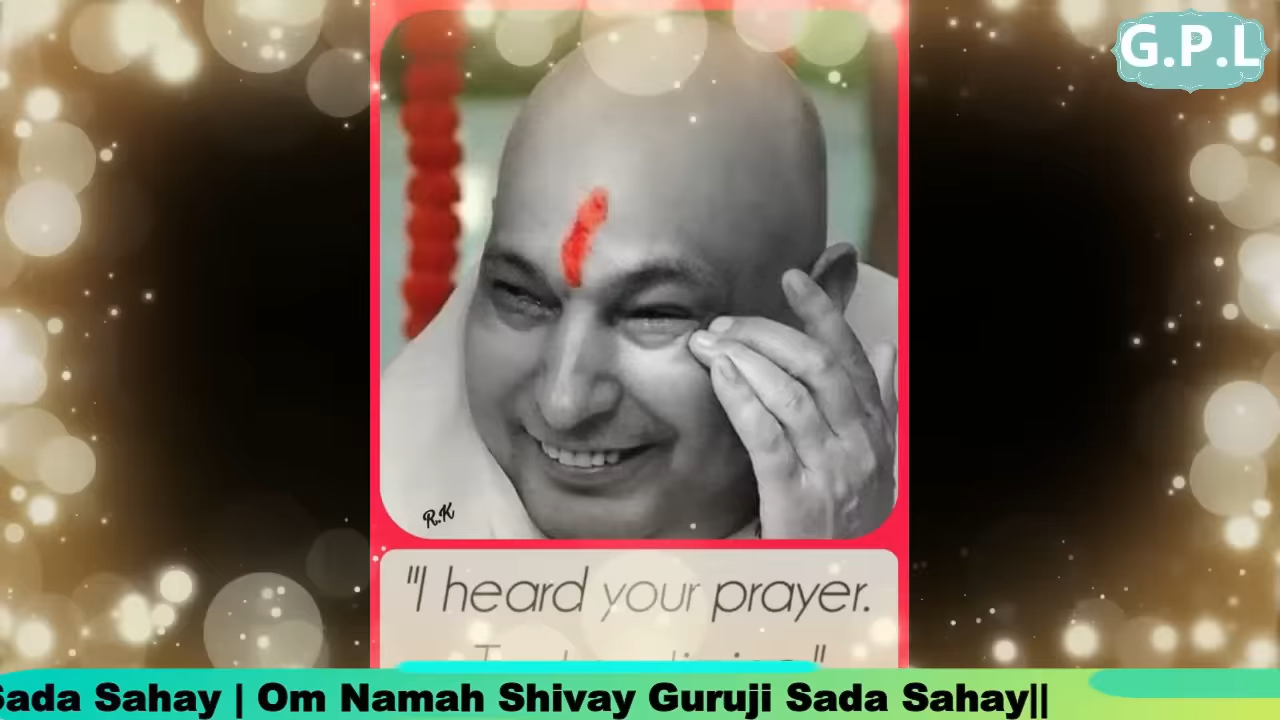 G.P.L
R.K
"I heard your prayer.
Sada Sahay | Om Namah Shivay Guruji Sada Sahay||